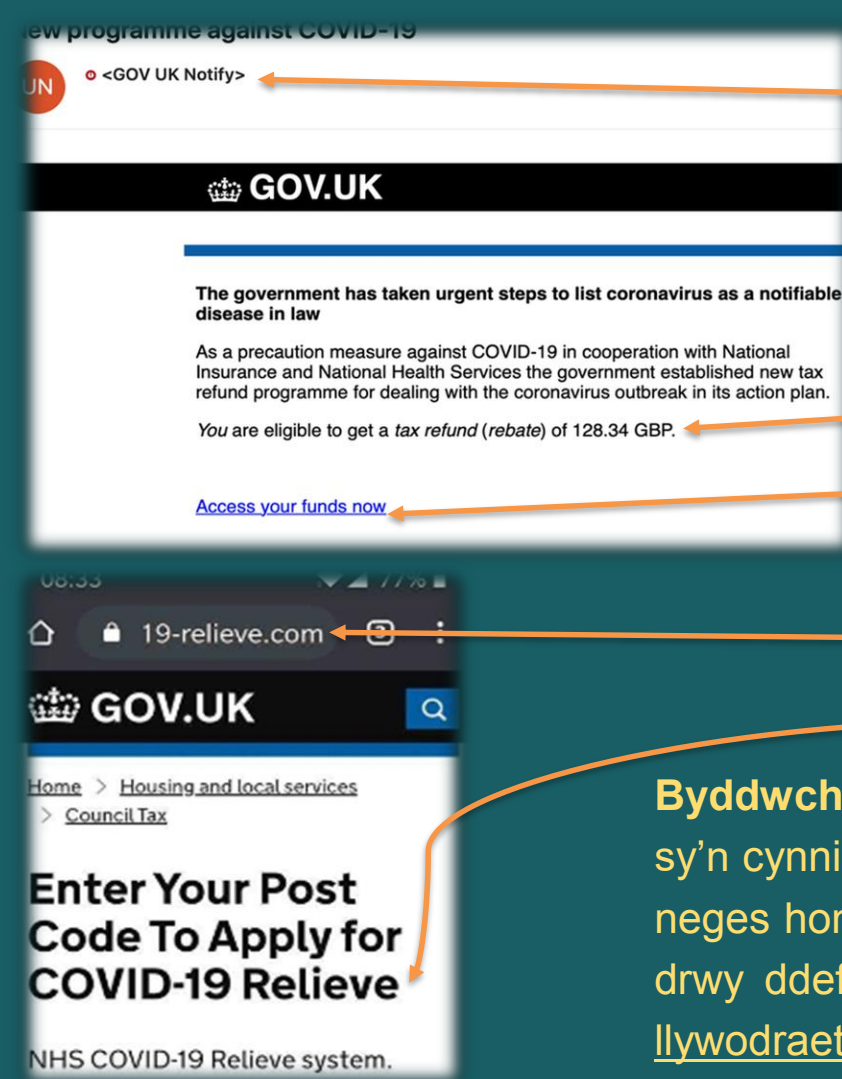 new programme against COVID-19
UN
<GOV UK Notify>
GOV.UK
The government has taken urgent steps to list coronavirus as a notifiable
disease in law
As a precaution measure against COVID-19 in cooperation with National
Insurance and National Health Services the government established new tax
refund programme for dealing with the coronavirus outbreak in its action plan.
You are eligible to get a tax refund (rebate) of 128.34 GBP.
Access your funds now
08:33 77%
19-relieve.com
GOV.UK
Home > Housing and local services
> Council Tax
Enter Your Post
Code To Apply for
COVID-19 Relieve
NHS COVID-19 Relieve system.
Byddwch
sy'n cynni
neges hon
drwy ddef
llywodraet